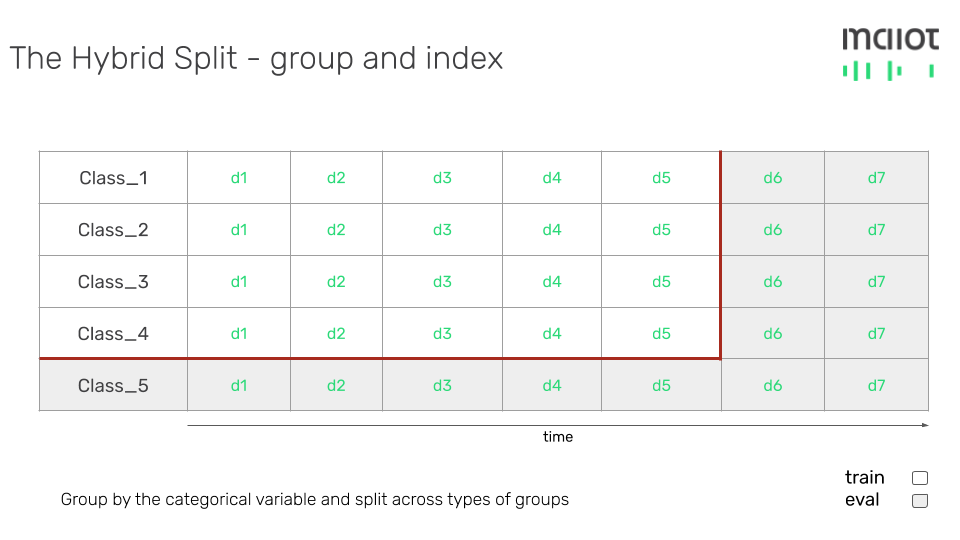 maiot
The Hybrid Split - group and index
Class_1 d1 d2 d3 d4 d5 d6 d7
Class_2 d1 d2 d3 d4 d5 d6 d7
Class_3 d1 d2 d3 d4 d5 d6 d7
Class_4 d1 d2 d3 d4 d5 d6 d7
Class_5 d1 d2 d3 d4 d5 d6 d7
time
train
eval
Group by the categorical variable and split across types of groups